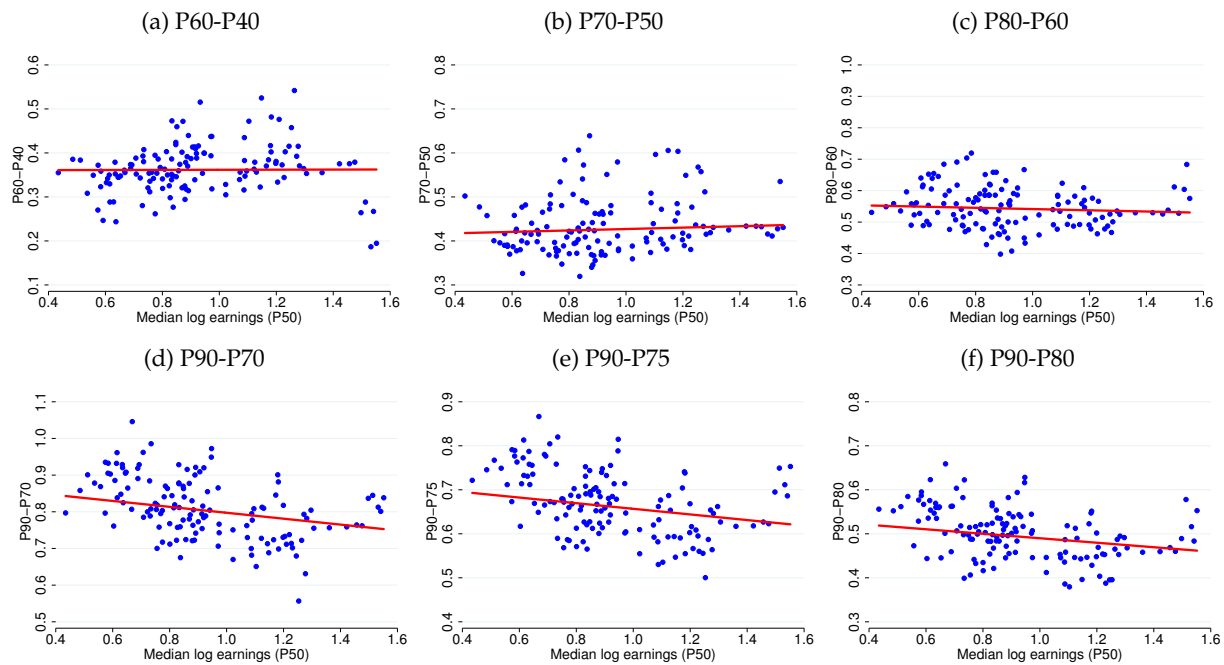 (a) P60-P40
(b) P70-P50
(c) P80-P60
P60−P40
0.1 0.2 0.3 0.4 0.5 0.6
0.4 0.6 0.8 1.0 1.2 1.4 1.6
Median log earnings (P50)
P70−P50
0.3 0.4 0.5 0.6 0.7 0.8
0.4 0.6 0.8 1.0 1.2 1.4 1.6
Median log earnings (P50)
P80−P60
0.3 0.4 0.5 0.6 0.7 0.8 0.9 1.0
0.4 0.6 0.8 1.0 1.2 1.4 1.6
Median log earnings (P50)
(d) P90-P70
(e) P90-P75
(f) P90-P80
P90−P70
0.5 0.6 0.7 0.8 0.9 1.0 1.1
0.4 0.6 0.8 1.0 1.2 1.4 1.6
Median log earnings (P50)
P90−P75
0.4 0.5 0.6 0.7 0.8 0.9
0.4 0.6 0.8 1.0 1.2 1.4 1.6
Median log earnings (P50)
P90−P80
0.3 0.4 0.5 0.6 0.7 0.8
0.4 0.6 0.8 1.0 1.2 1.4 1.6
Median log earnings (P50)